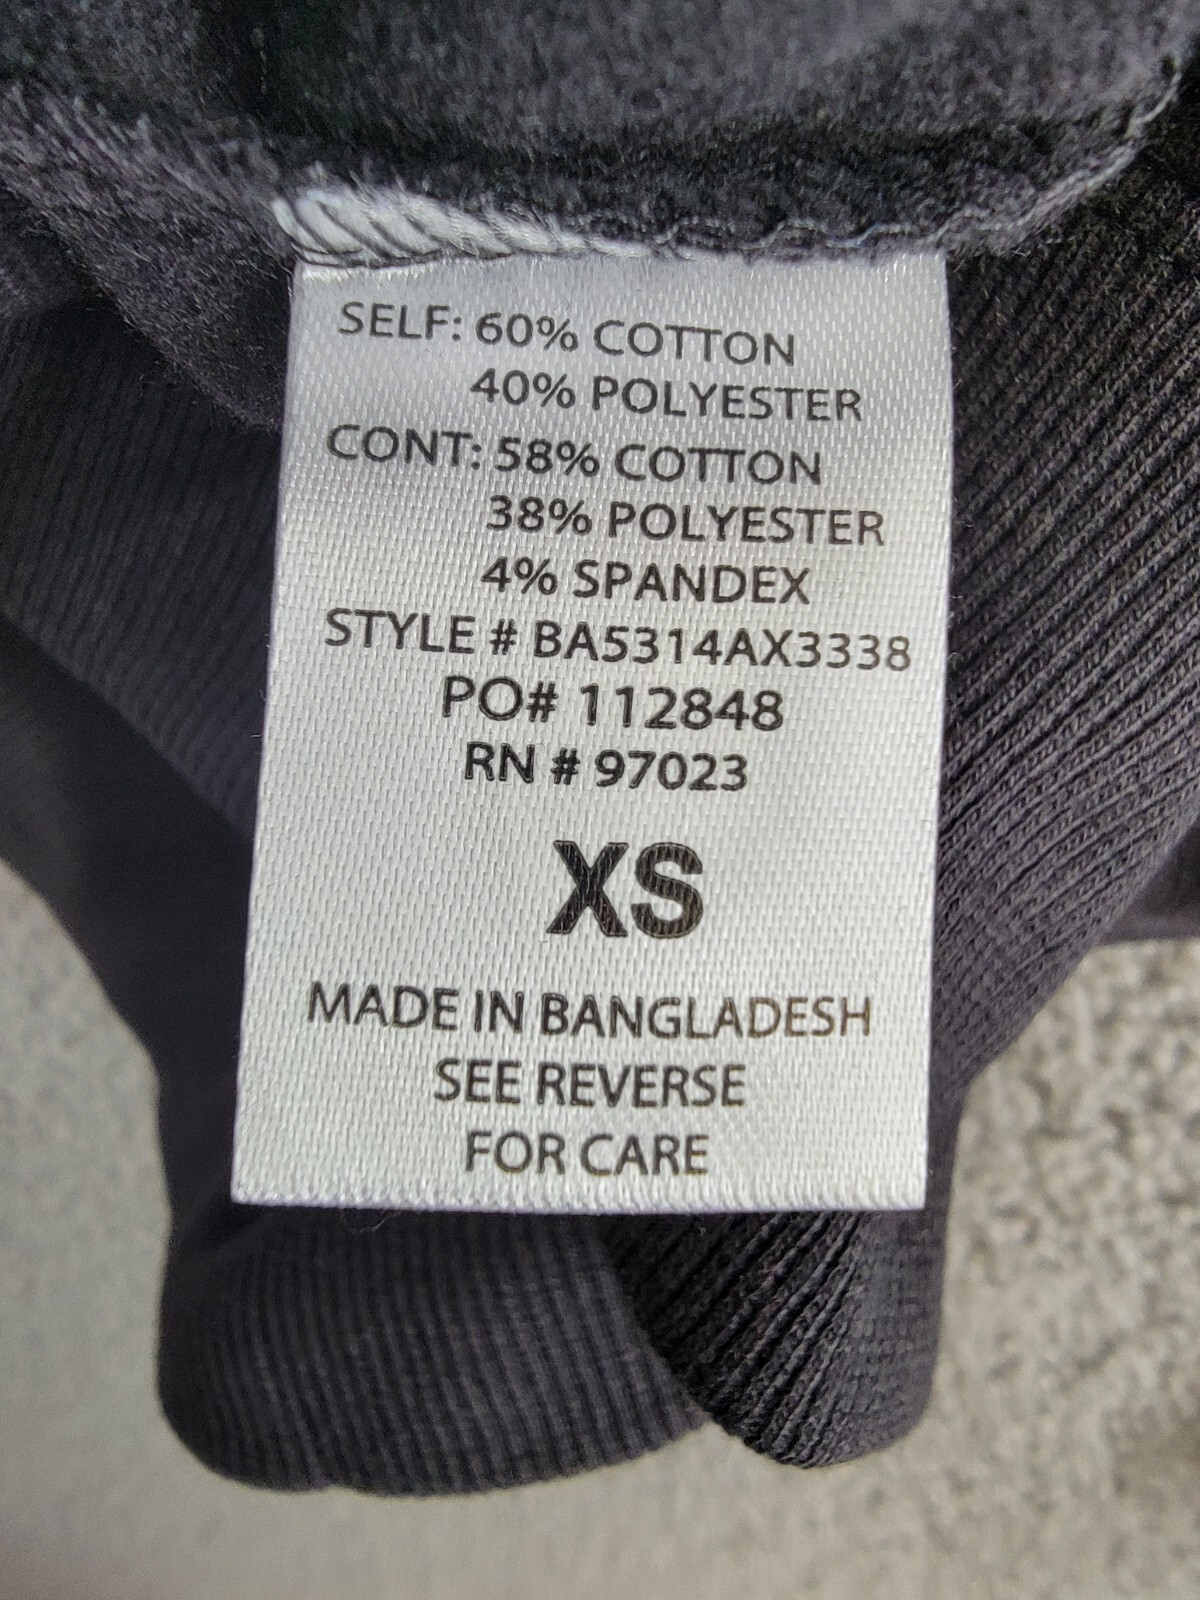 SELF: 60% COTTON
40% POLYESTER
CONT: 58% COTTON
38% POLYESTER
4% SPANDEX
STYLE # BA5314AX3338
PO# 112848
RN # 97023
XS
MADE IN BANGLADESH
SEE REVERSE
FOR CARE